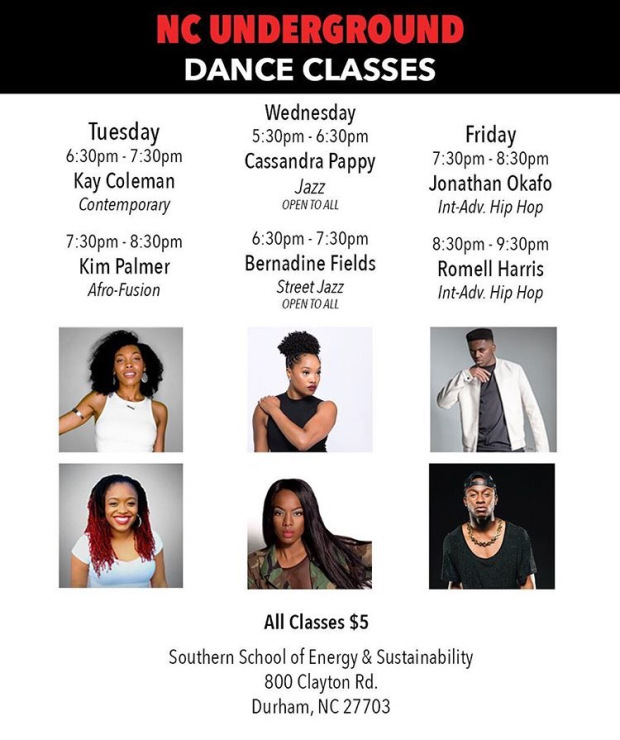 NC UNDERGROUND
DANCE CLASSES
Tuesday
6:30pm - 7:30pm
Kay Coleman
Contemporary
7:30pm - 8:30pm
Kim Palmer
Afro-Fusion
Wednesday
5:30pm - 6:30pm
Cassandra Pappy
Jazz
OPEN TO ALL
6:30pm - 7:30pm
Bernadine Fields
Street Jazz
OPEN TO ALL
Friday
7:30pm - 8:30pm
Jonathan Okafo
Int-Adv. Hip Hop
8:30pm - 9:30pm
Romell Harris
Int-Adv. Hip Hop
All Classes $5
Southern School of Energy & Sustainability
800 Clayton Rd.
Durham, NC 27703